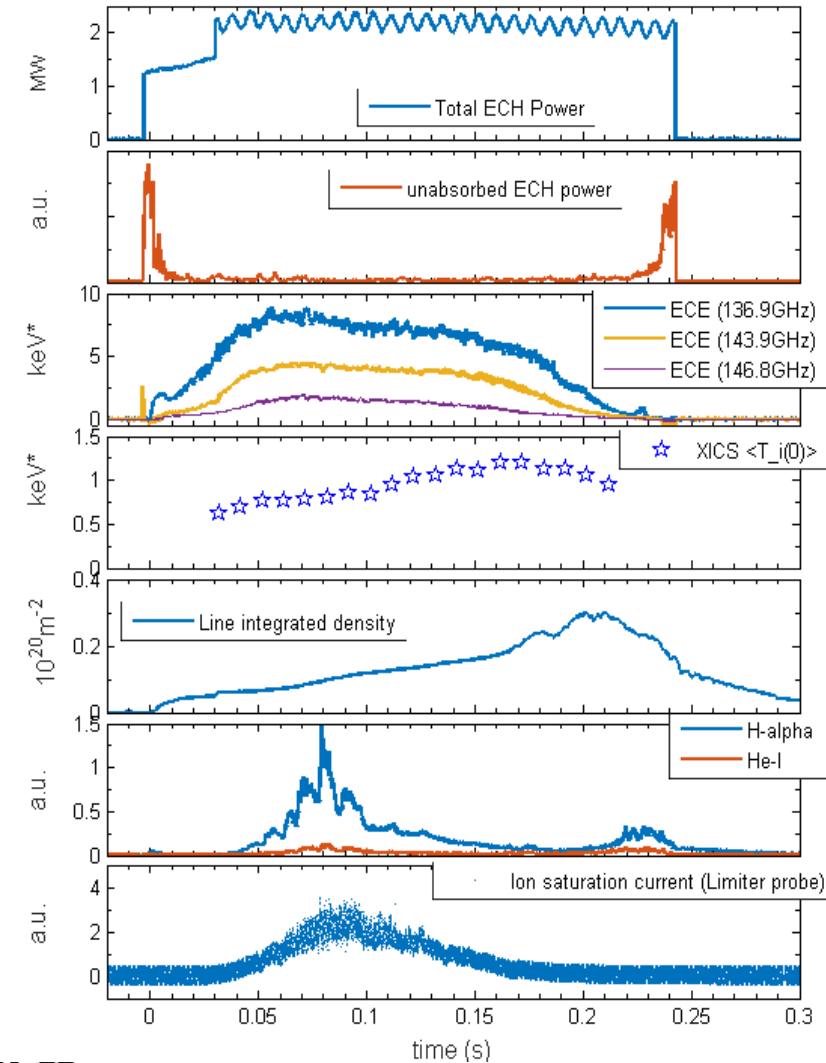 MW
2
1
0
Total ECH Power
a.u.
unabsorbed ECH power
keV*
10
5
0
ECE (136.9GHz)
ECE (143.9GHz)
ECE (146.8GHz)
keV*
1.5
1
0.5
0
XICS <T_i(0)>
10²⁰m⁻²
0.4
0.2
0
Line integrated density
a.u.
1.5
1
0.5
0
H-alpha
He-I
a.u.
4
2
0
Ion saturation current (Limiter probe)
0 0.05 0.1 0.15 0.2 0.25 0.3
time (s)